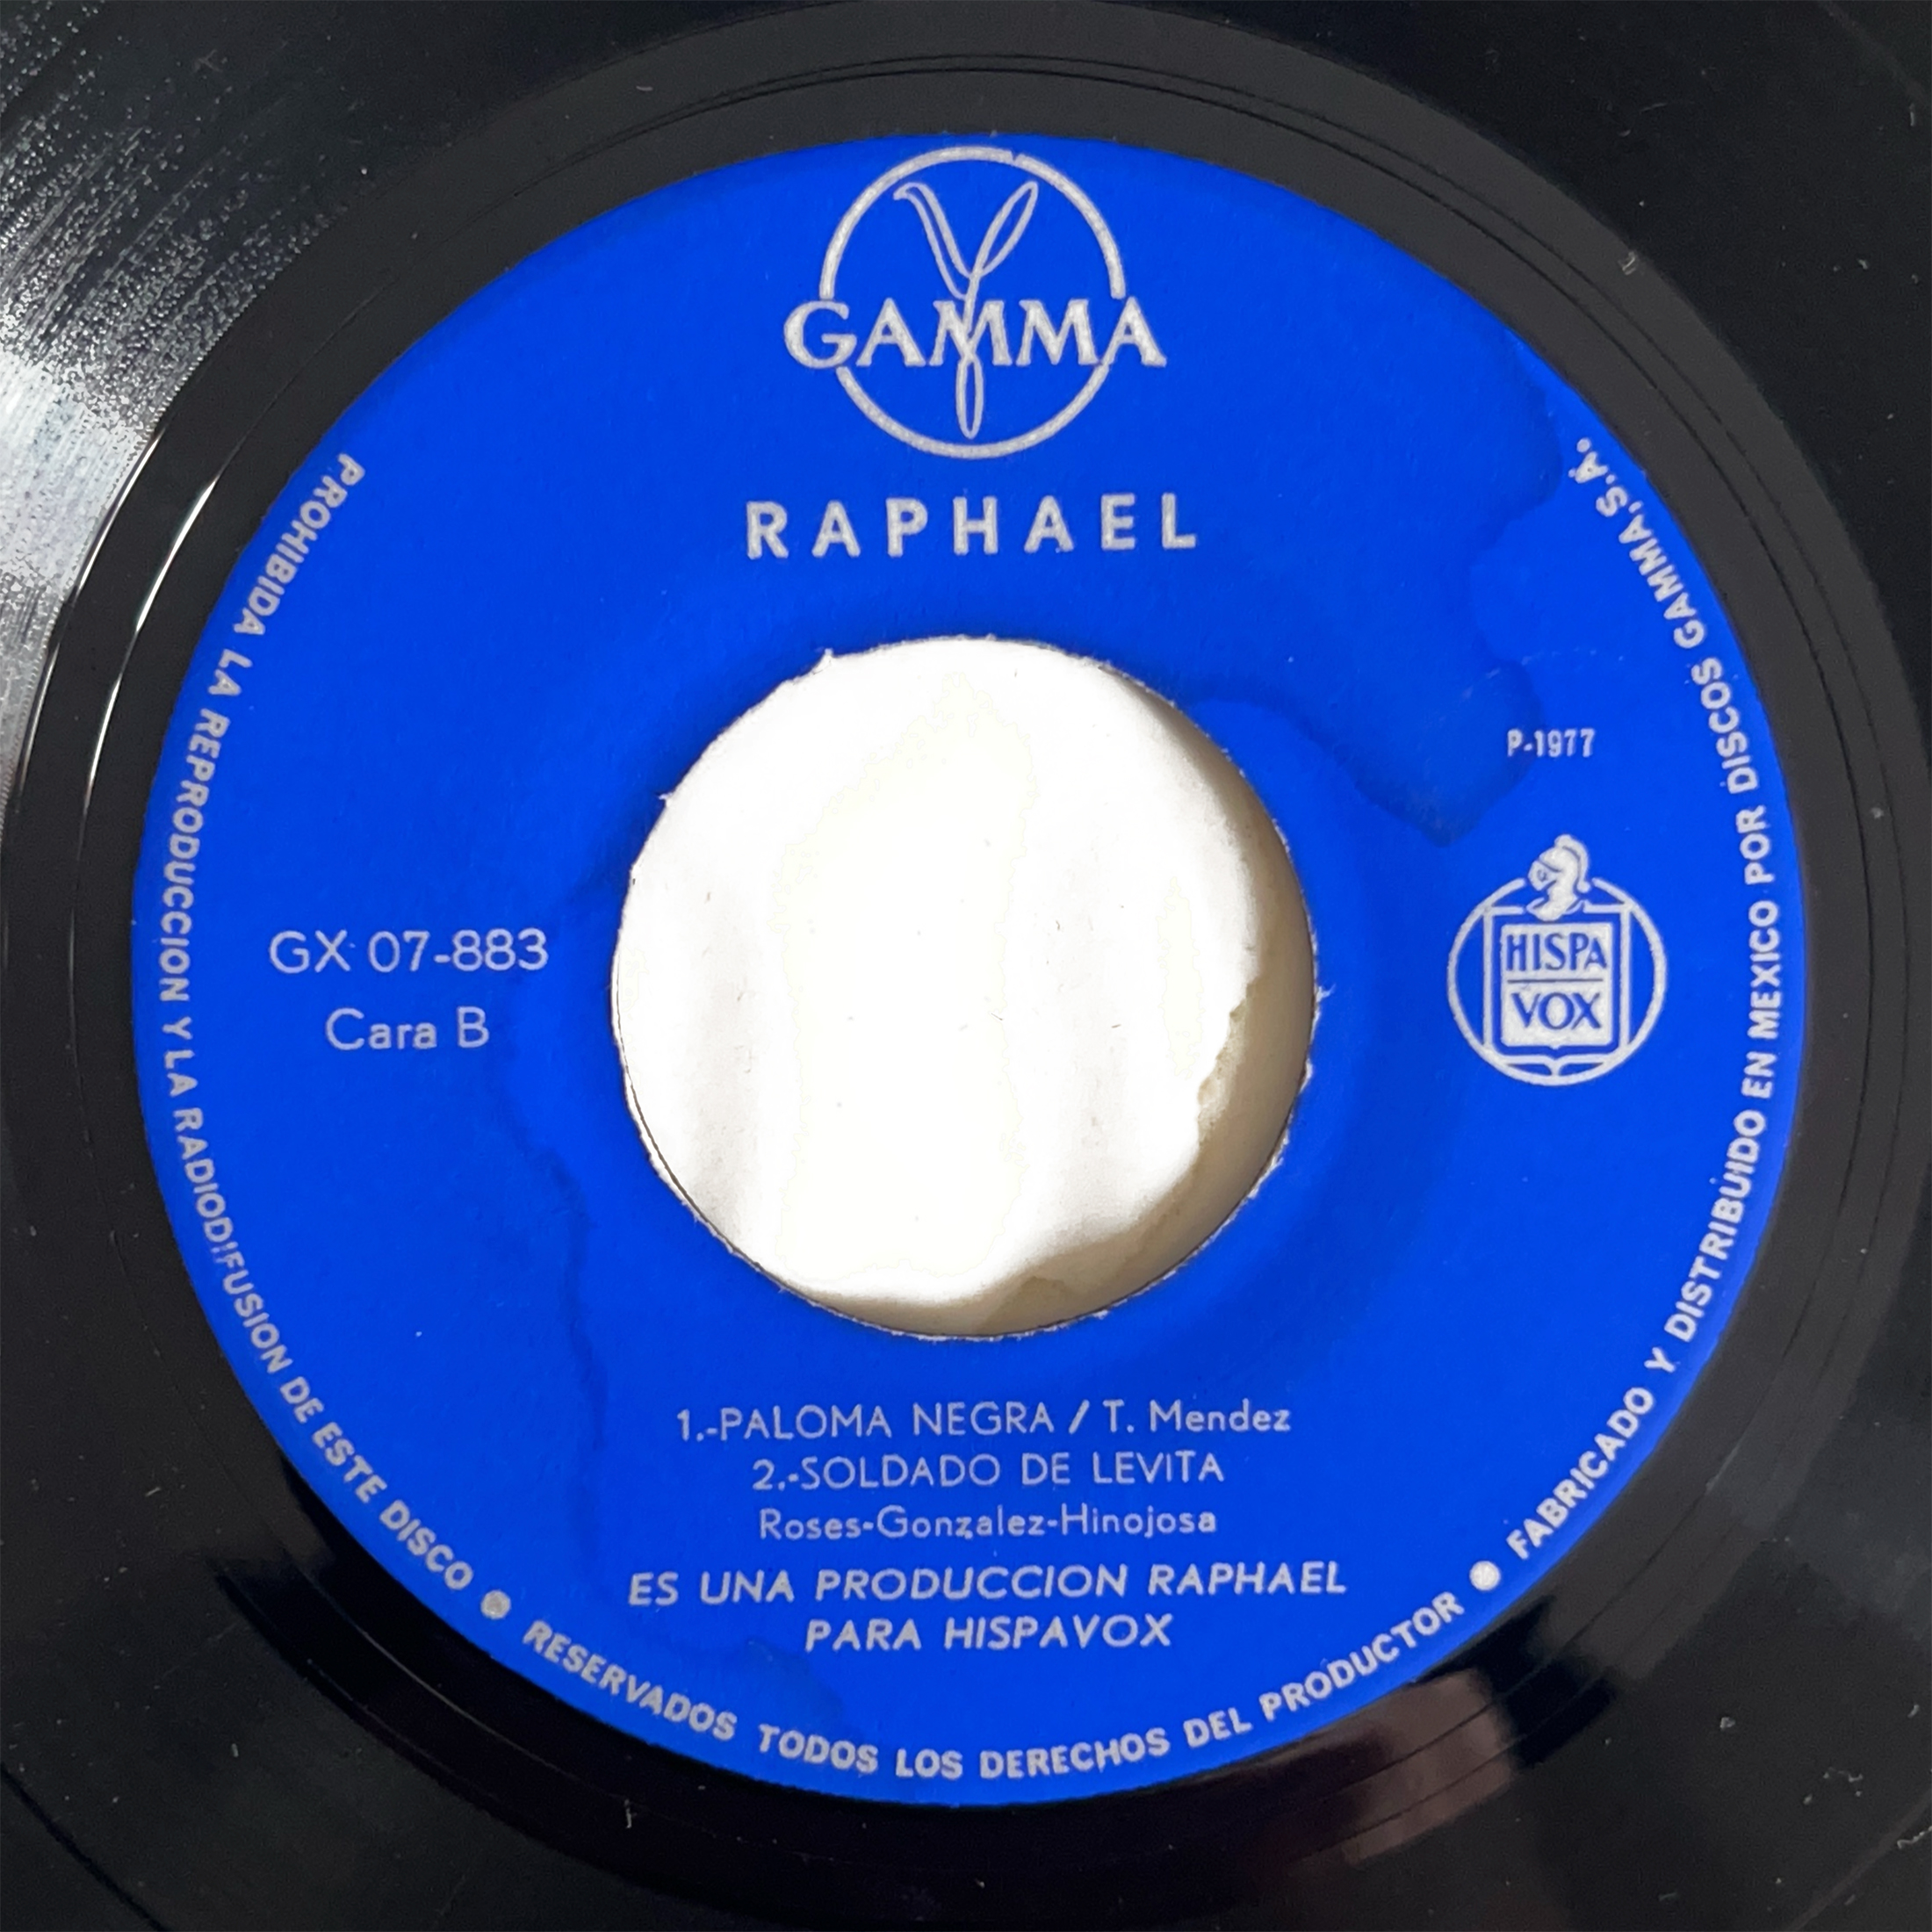 GAMMA
RAPHAEL
P-1977
GX 07-883
Cara B
HISPA
VOX
1.-PALOMA NEGRA / T. Mendez
2.-SOLDADO DE LEVITA
Roses-Gonzalez-Hinojosa
ES UNA PRODUCCION RAPHAEL
PARA HISPAVOX
PROHIBIDA LA REPRODUCCION Y LA RADIODIFUSION DE ESTE DISCO ● RESERVADOS TODOS LOS DERECHOS DEL PRODUCTOR ● FABRICADO Y DISTRIBUIDO EN MEXICO POR DISCOS GAMMA, S.A.